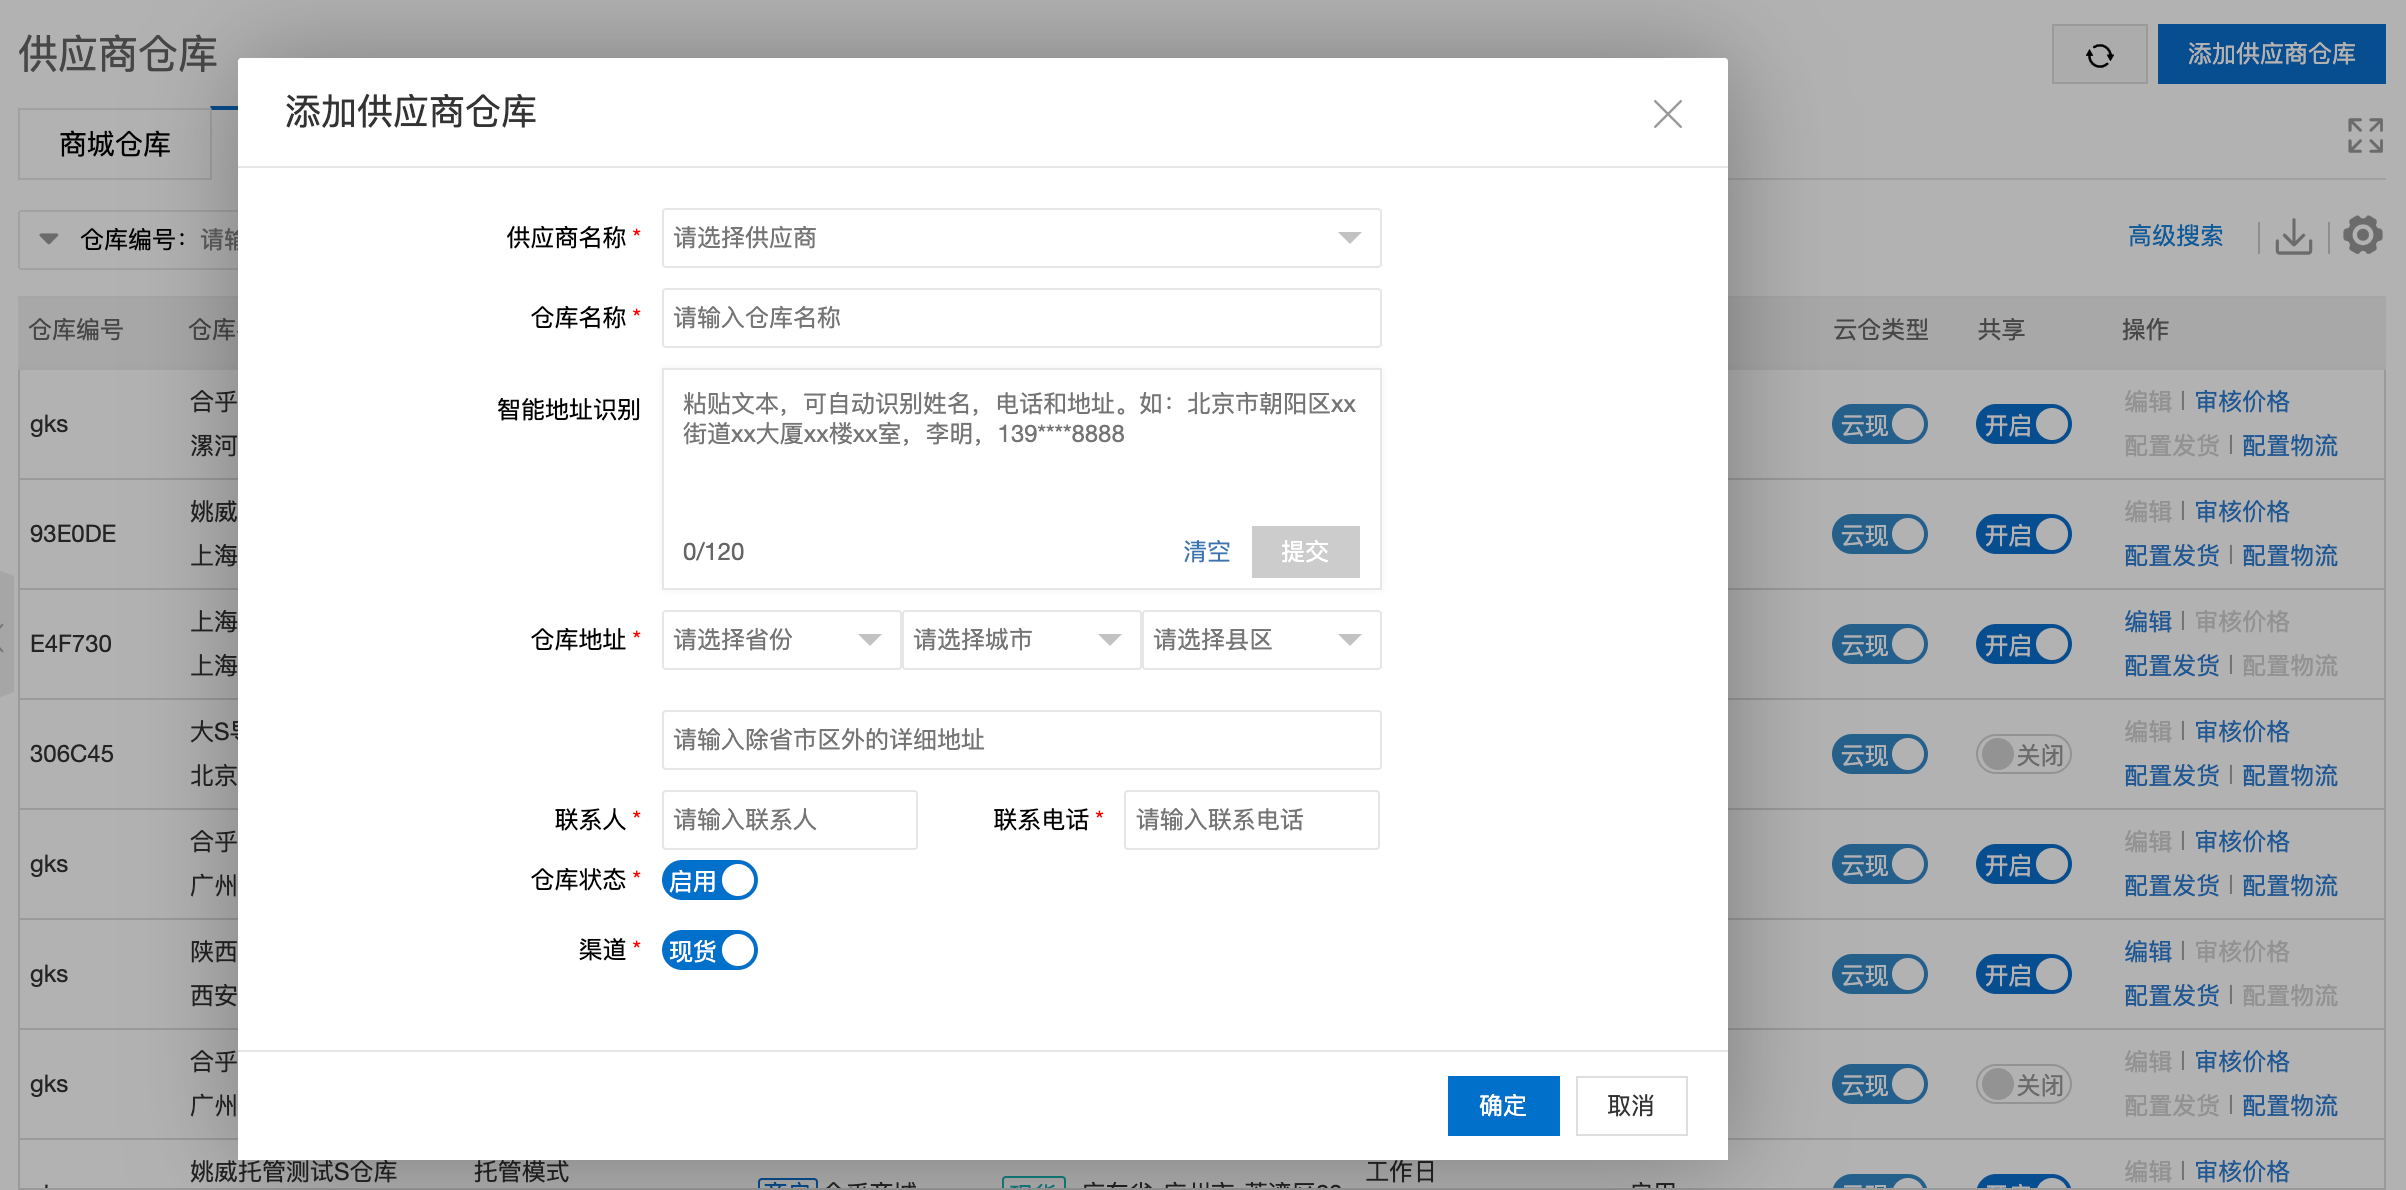 供应商仓库
添加供应商仓库
商城仓库
仓库编号：
高级搜索
仓库编号 仓库 云仓类型 共享 操作
gks 合乎 云现 开启 编辑 审核价格
漯河 配置发货 配置物流
93E0DE 姚威 云现 开启 编辑 审核价格
上海 配置发货 配置物流
E4F730 上海 云现 开启 编辑 审核价格
上海 配置发货 配置物流
306C45 大S 云现 关闭 编辑 审核价格
北京 配置发货 配置物流
gks 合乎 云现 开启 编辑 审核价格
广州 配置发货 配置物流
gks 陕西 云现 开启 编辑 审核价格
西安 配置发货 配置物流
gks 合乎 云现 关闭 编辑 审核价格
广州 配置发货 配置物流
姚威托管测试S仓库 托管模式 工作日 编辑 审核价格
添加供应商仓库
供应商名称* 请选择供应商
仓库名称* 请输入仓库名称
智能地址识别
粘贴文本，可自动识别姓名，电话和地址。如：北京市朝阳区xx
街道xx大厦xx楼xx室，李明，139****8888
0/120 清空 提交
仓库地址* 请选择省份 请选择城市 请选择县区
请输入除省市区外的详细地址
联系人* 请输入联系人 联系电话* 请输入联系电话
仓库状态* 启用
渠道* 现货
确定 取消